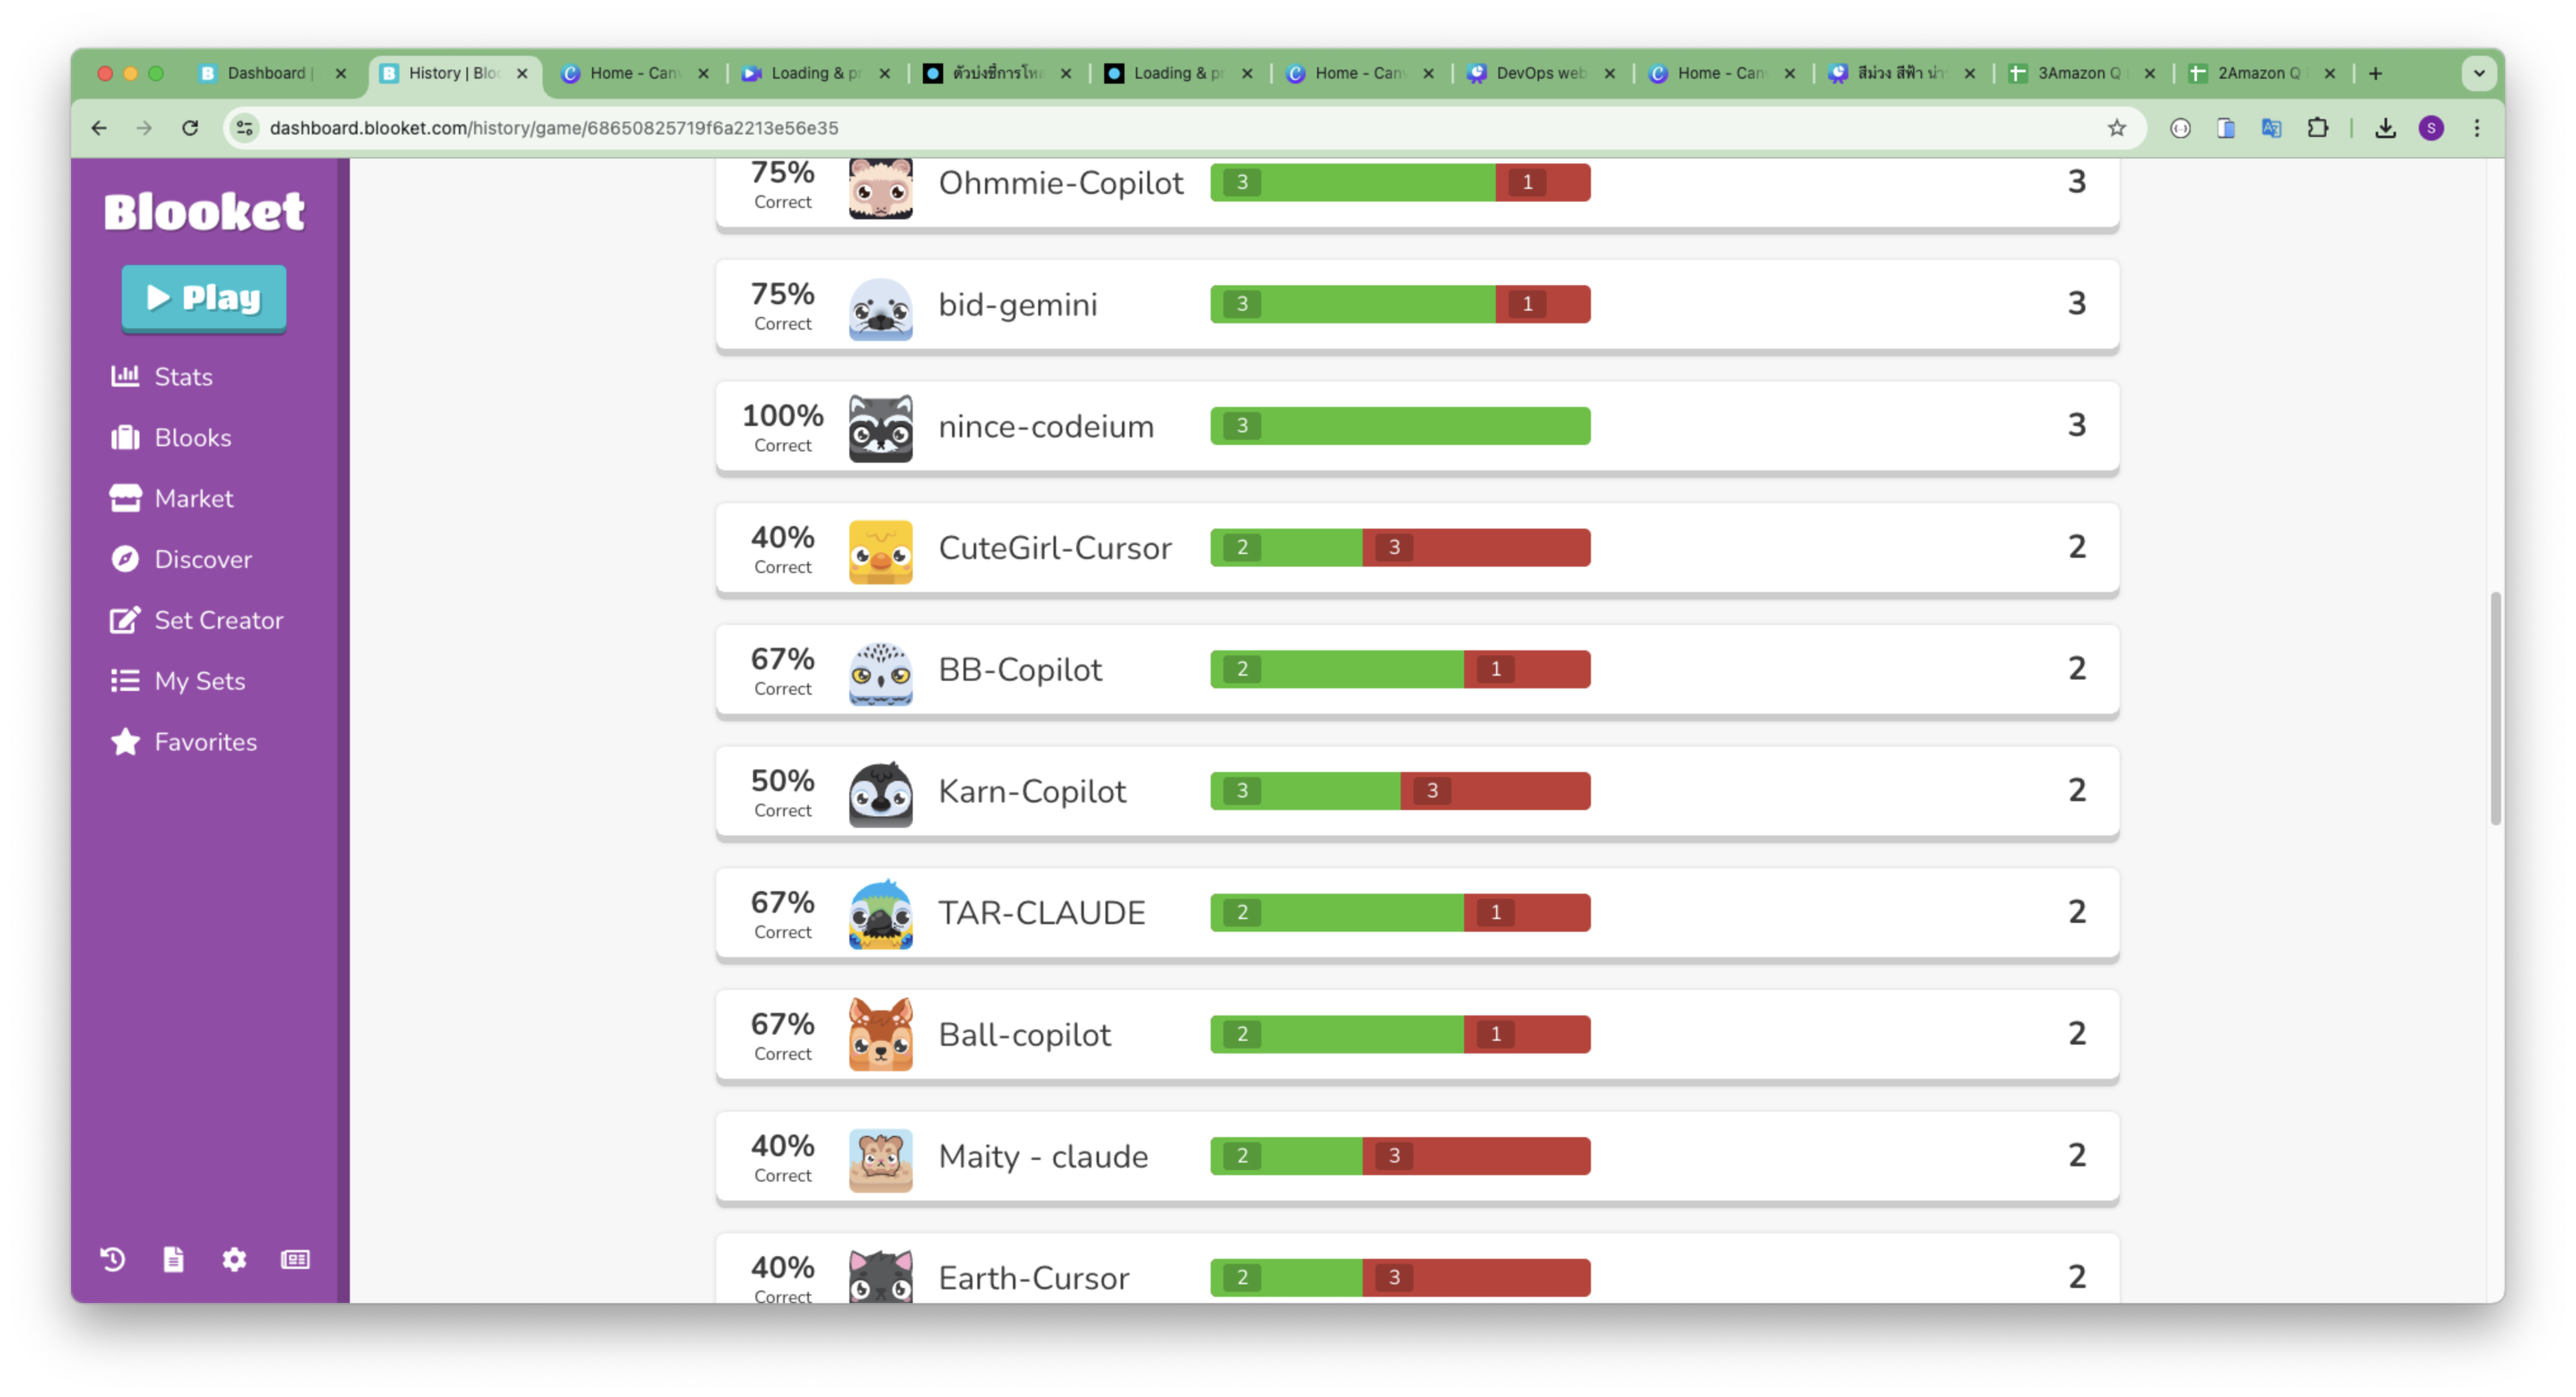 Dashboard |
History | Bloo
Home - Canv
Loading & pr
ตัวบ่งชี้การโหล
Loading & pr
Home - Canv
DevOps web
Home - Canv
สีม่วง สีฟ้า น่า
3Amazon Q
2Amazon Q
dashboard.blooket.com/history/game/68650825719f6a2213e56e35
S
Blooket
Play
Stats
Blooks
Market
Discover
Set Creator
My Sets
Favorites
75% Correct Ohmmie-Copilot 3 1 3
75% Correct bid-gemini 3 1 3
100% Correct nince-codeium 3 3
40% Correct CuteGirl-Cursor 2 3 2
67% Correct BB-Copilot 2 1 2
50% Correct Karn-Copilot 3 3 2
67% Correct TAR-CLAUDE 2 1 2
67% Correct Ball-copilot 2 1 2
40% Correct Maity - claude 2 3 2
40% Correct Earth-Cursor 2 3 2